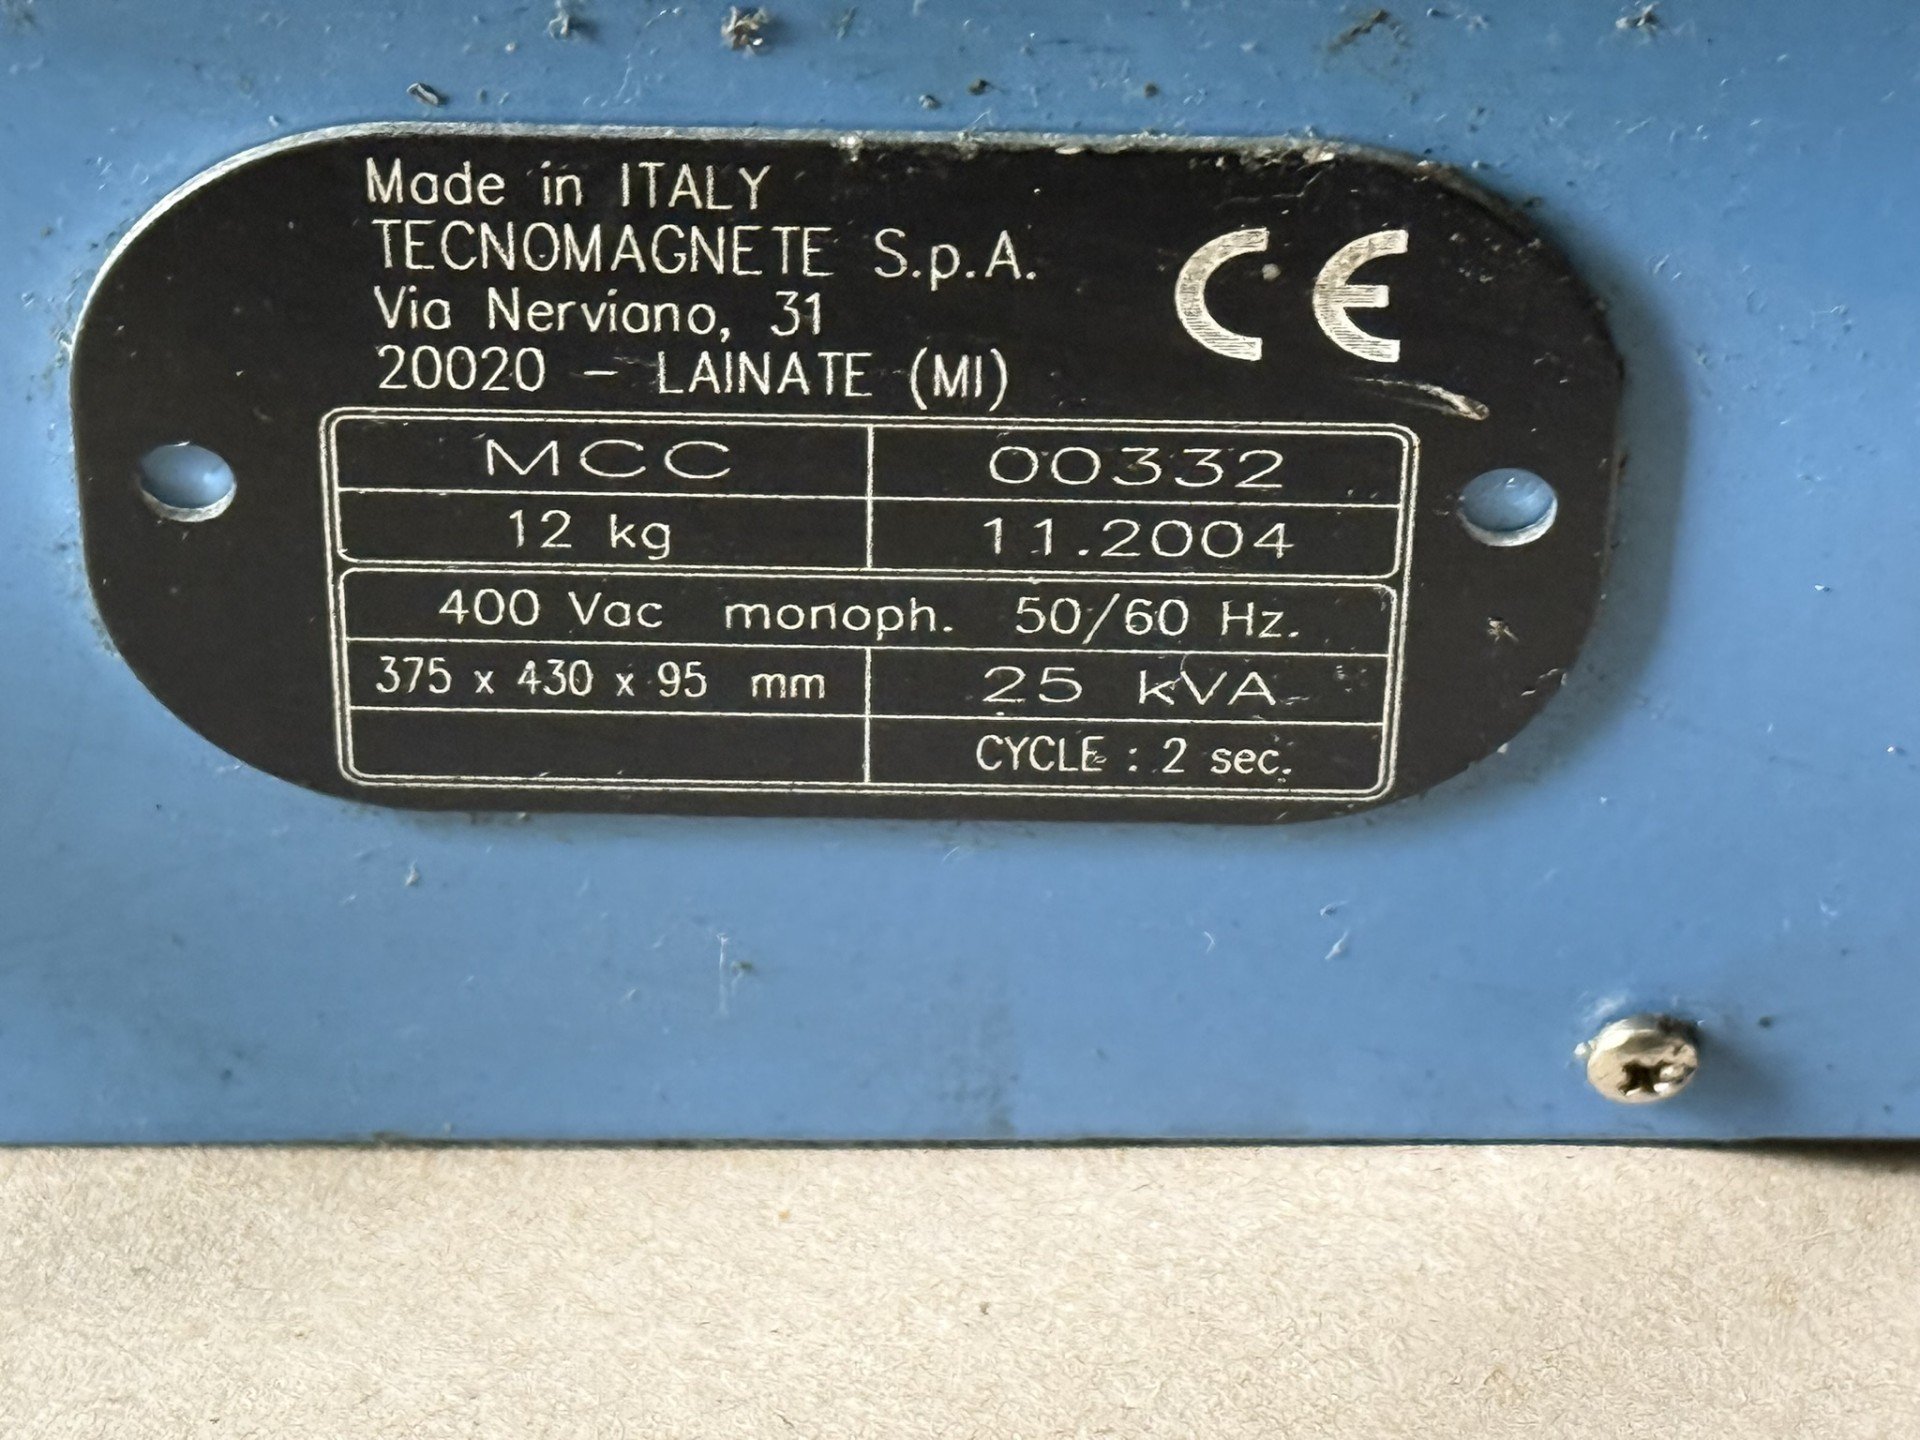 Made in ITALY
TECNOMAGNETE S.p.A.
Via Nerviano, 31
20020 - LAINATE (MI)
CE
MCC 00332
12 kg 11.2004
400 Vac monoph. 50/60 Hz.
375 x 430 x 95 mm 25 kVA
CYCLE : 2 sec.